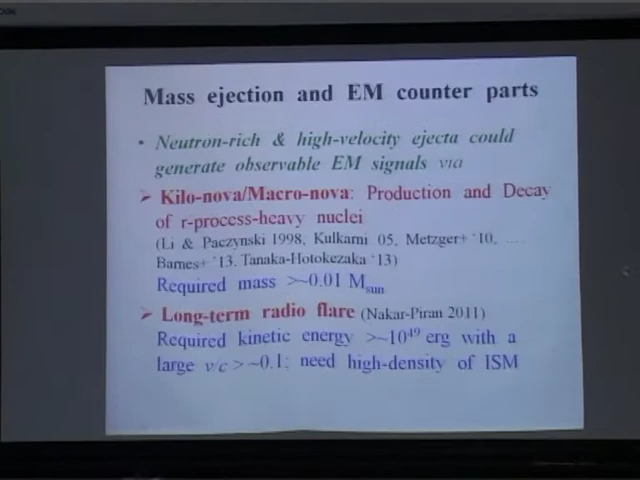 Mass ejection and EM counter parts
• Neutron-rich & high-velocity ejecta could
generate observable EM signals via
➢ Kilo-nova/Macro-nova: Production and Decay
of r-process-heavy nuclei
(Li & Paczynski 1998, Kulkarni 05, Metzger+ '10, ...
Barnes+ '13, Tanaka-Hotokezaka '13)
Required mass >~0.01 Msun
➢ Long-term radio flare (Nakar-Piran 2011)
Required kinetic energy >~10⁴⁹ erg with a
large v/c >~0.1; need high-density of ISM